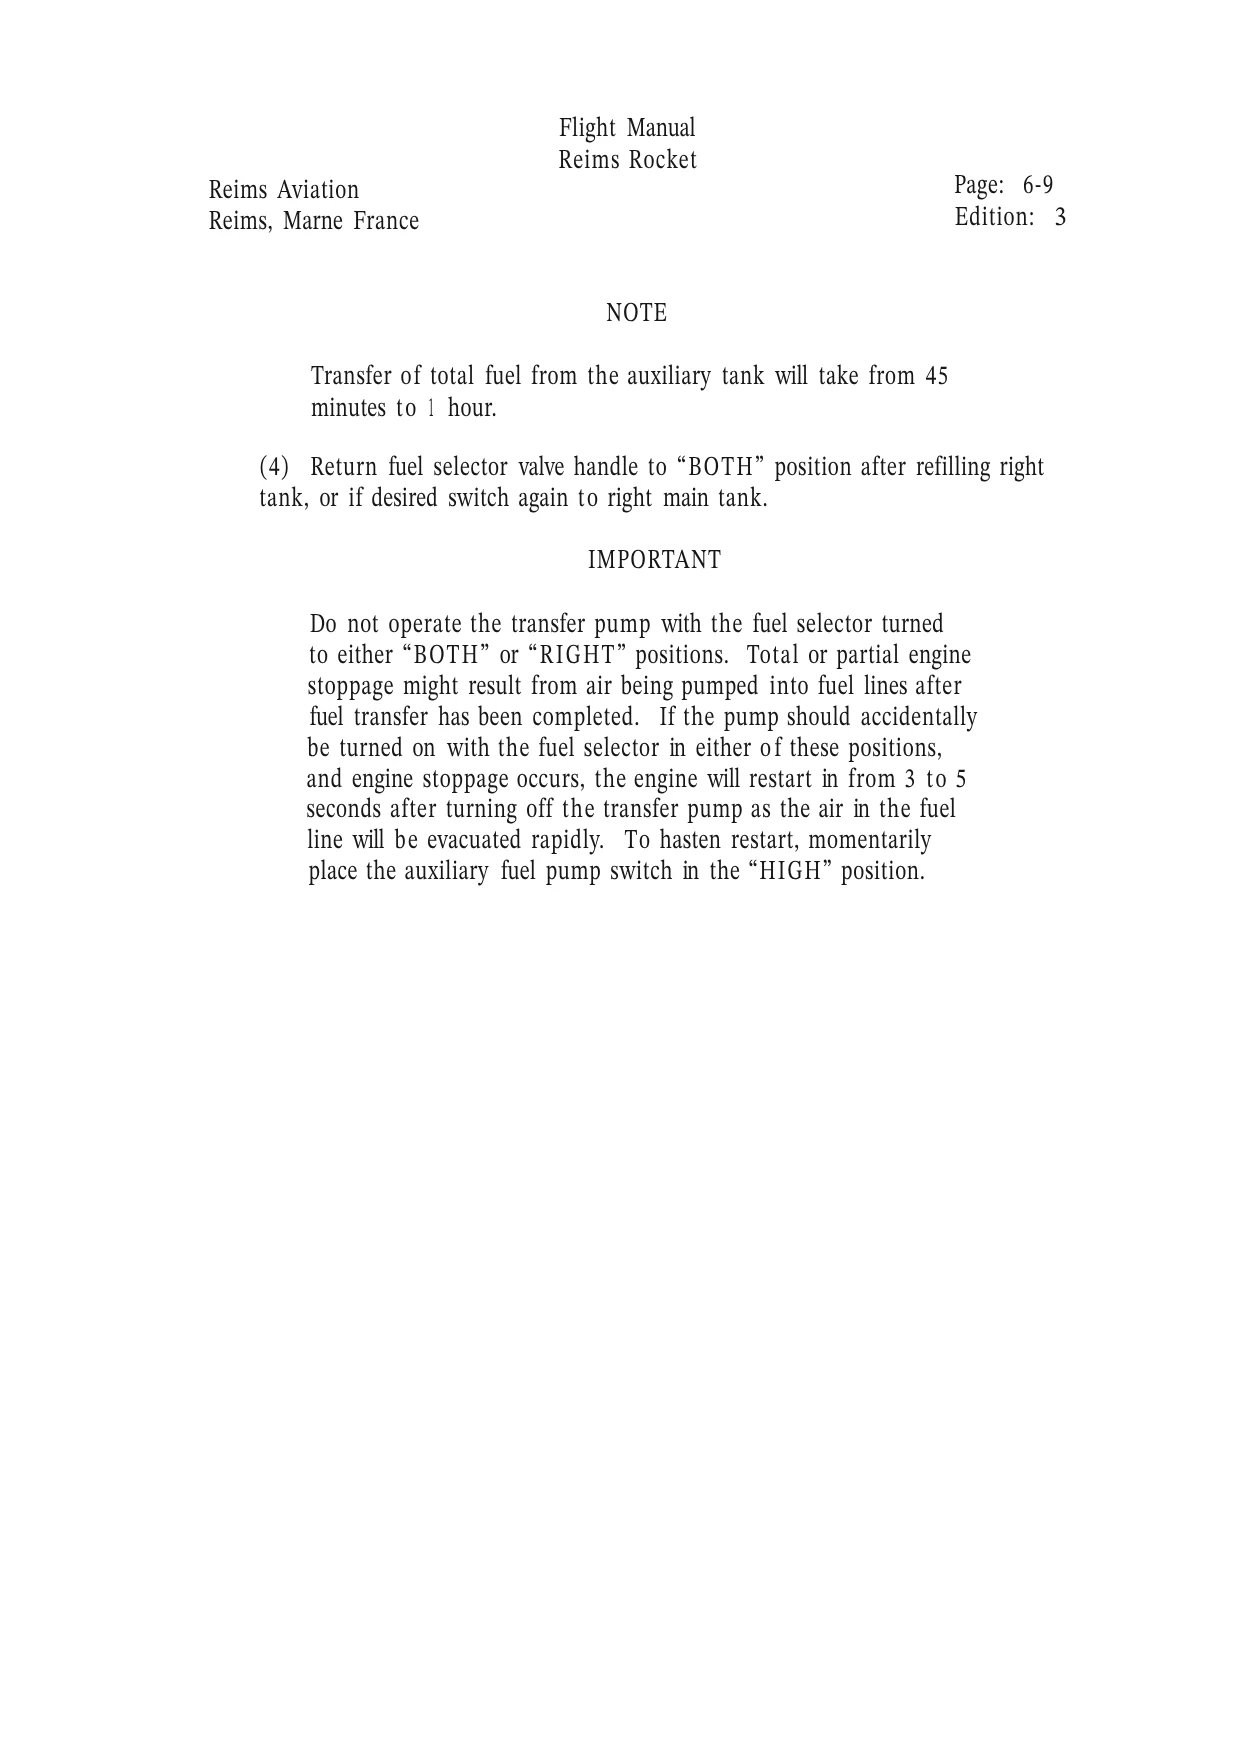 Flight Manual
Reims Rocket
Reims Aviation
Reims, Marne France
Page: 6-9
Edition: 3
NOTE
Transfer of total fuel from the auxiliary tank will take from 45
minutes to 1 hour.
(4) Return fuel selector valve handle to “BOTH” position after refilling right
tank, or if desired switch again to right main tank.
IMPORTANT
Do not operate the transfer pump with the fuel selector turned
to either “BOTH” or “RIGHT” positions. Total or partial engine
stoppage might result from air being pumped into fuel lines after
fuel transfer has been completed. If the pump should accidentally
be turned on with the fuel selector in either of these positions,
and engine stoppage occurs, the engine will restart in from 3 to 5
seconds after turning off the transfer pump as the air in the fuel
line will be evacuated rapidly. To hasten restart, momentarily
place the auxiliary fuel pump switch in the “HIGH” position.